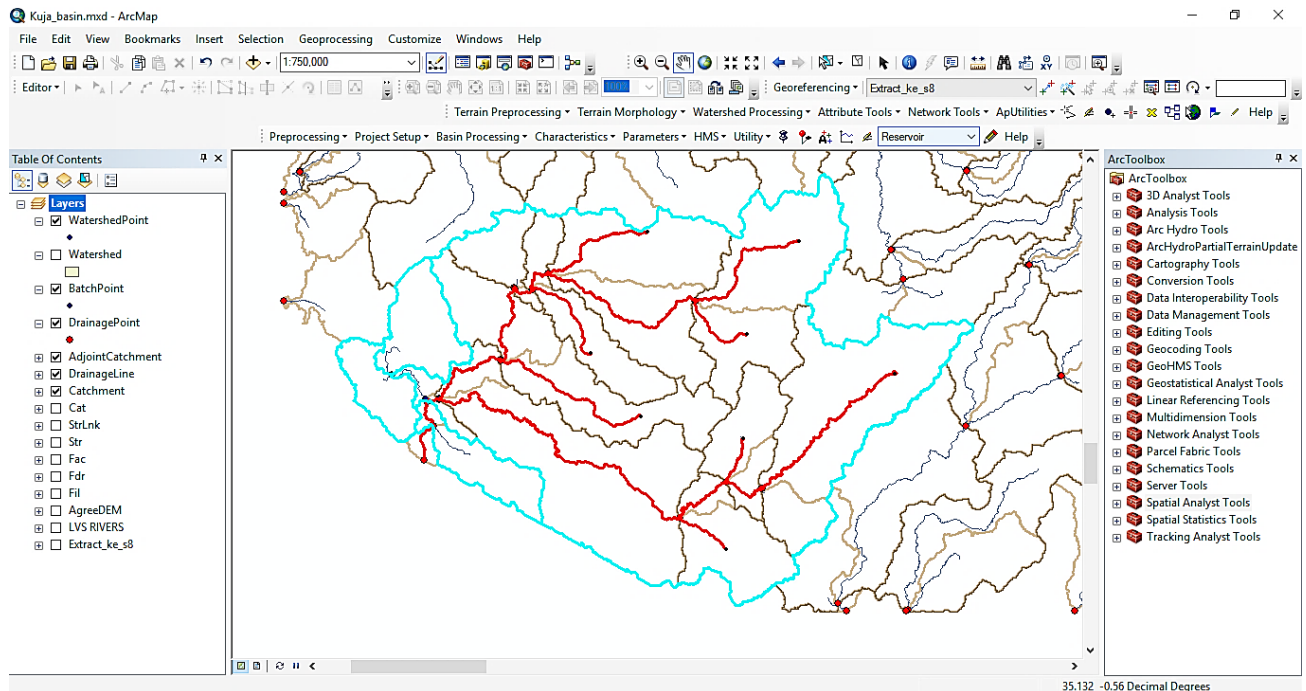 Kuja_basin.mxd - ArcMap
File Edit View Bookmarks Insert Selection Geoprocessing Customize Windows Help
1:750,000
Editor 100% Georeferencing Extract_ke_s8
Terrain Preprocessing Terrain Morphology Watershed Processing Attribute Tools Network Tools ApUtilities Help
Preprocessing Project Setup Basin Processing Characteristics Parameters HMS Utility Reservoir Help
Table Of Contents
Layers
WatershedPoint
Watershed
BatchPoint
DrainagePoint
AdjointCatchment
DrainageLine
Catchment
Cat
StrLnk
Str
Fac
Fdr
Fil
AgreeDEM
LVS RIVERS
Extract_ke_s8
ArcToolbox
ArcToolbox
3D Analyst Tools
Analysis Tools
Arc Hydro Tools
ArcHydroPartialTerrainUpdate
Cartography Tools
Conversion Tools
Data Interoperability Tools
Data Management Tools
Editing Tools
Geocoding Tools
GeoHMS Tools
Geostatistical Analyst Tools
Linear Referencing Tools
Multidimension Tools
Network Analyst Tools
Parcel Fabric Tools
Schematics Tools
Server Tools
Spatial Analyst Tools
Spatial Statistics Tools
Tracking Analyst Tools
35.132 -0.56 Decimal Degrees